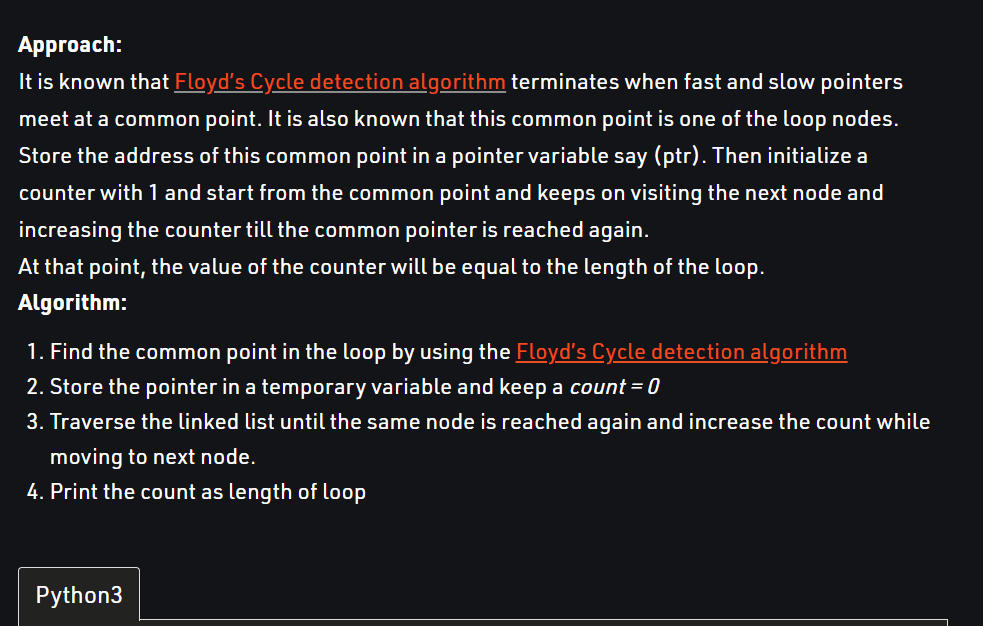 Approach:
It is known that Floyd’s Cycle detection algorithm terminates when fast and slow pointers
meet at a common point. It is also known that this common point is one of the loop nodes.
Store the address of this common point in a pointer variable say (ptr). Then initialize a
counter with 1 and start from the common point and keeps on visiting the next node and
increasing the counter till the common pointer is reached again.
At that point, the value of the counter will be equal to the length of the loop.
Algorithm:
1. Find the common point in the loop by using the Floyd’s Cycle detection algorithm
2. Store the pointer in a temporary variable and keep a count = 0
3. Traverse the linked list until the same node is reached again and increase the count while
moving to next node.
4. Print the count as length of loop
Python3